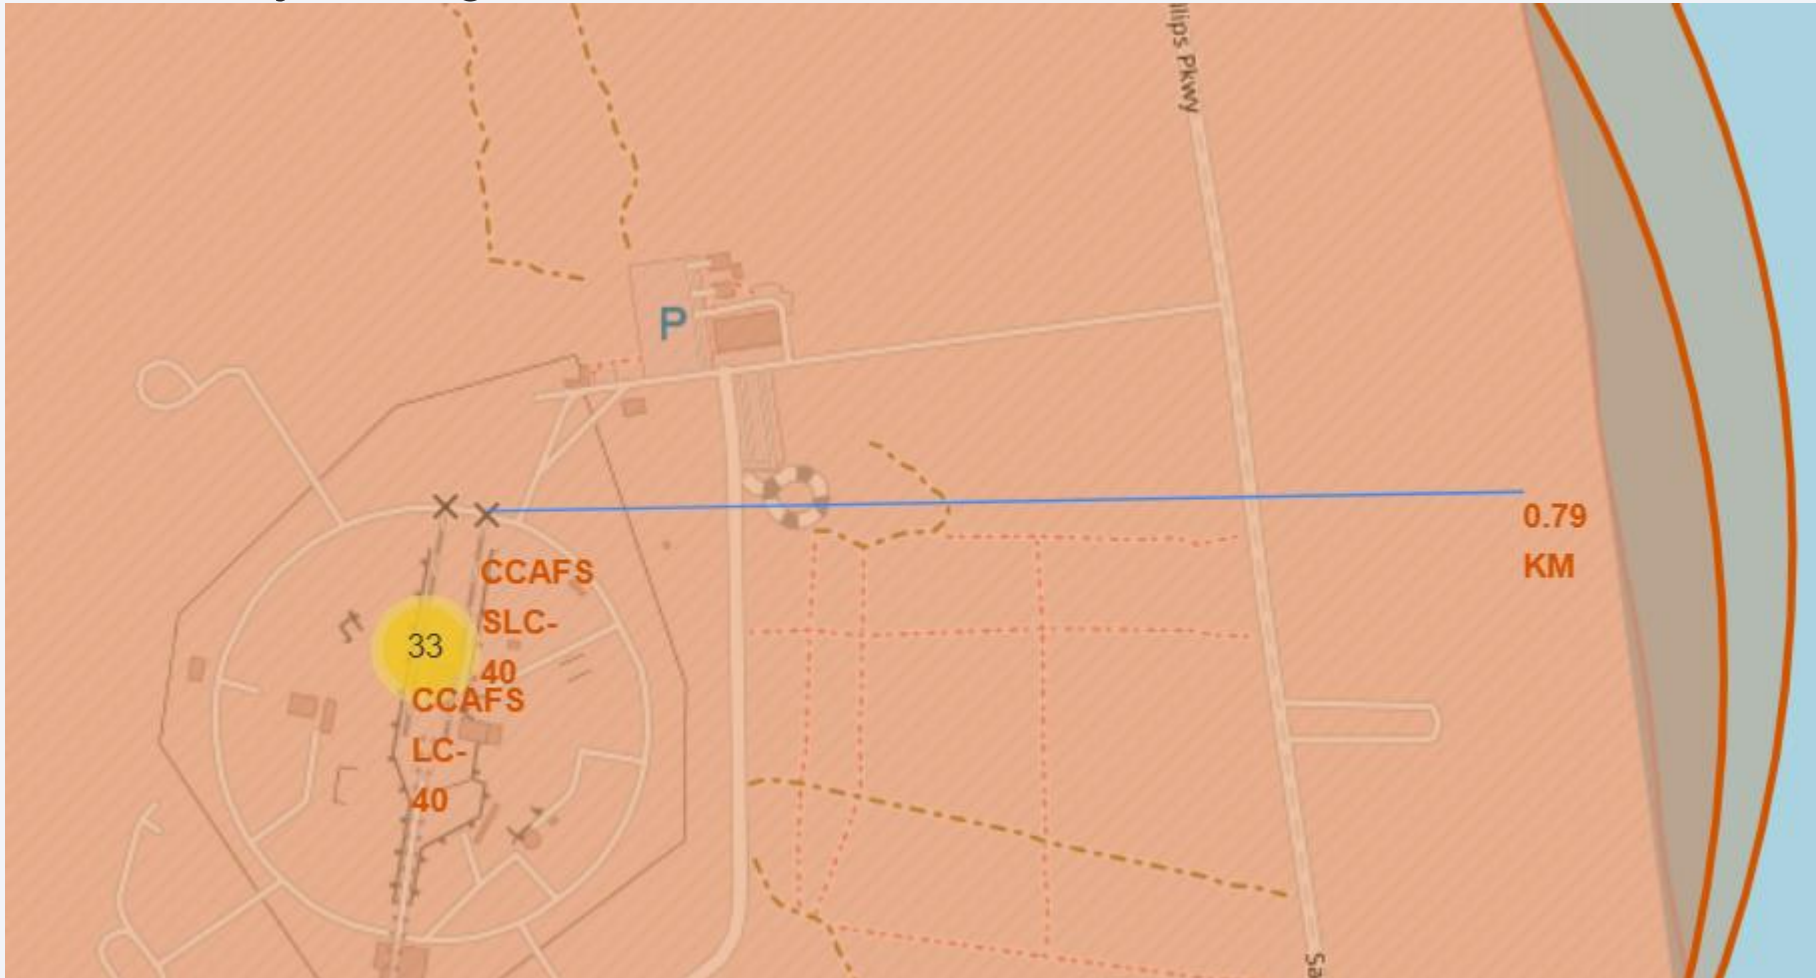 llips Pkwy
P
0.79
KM
CCAFS
SLC-
40
33
CCAFS
LC-
40
Sa